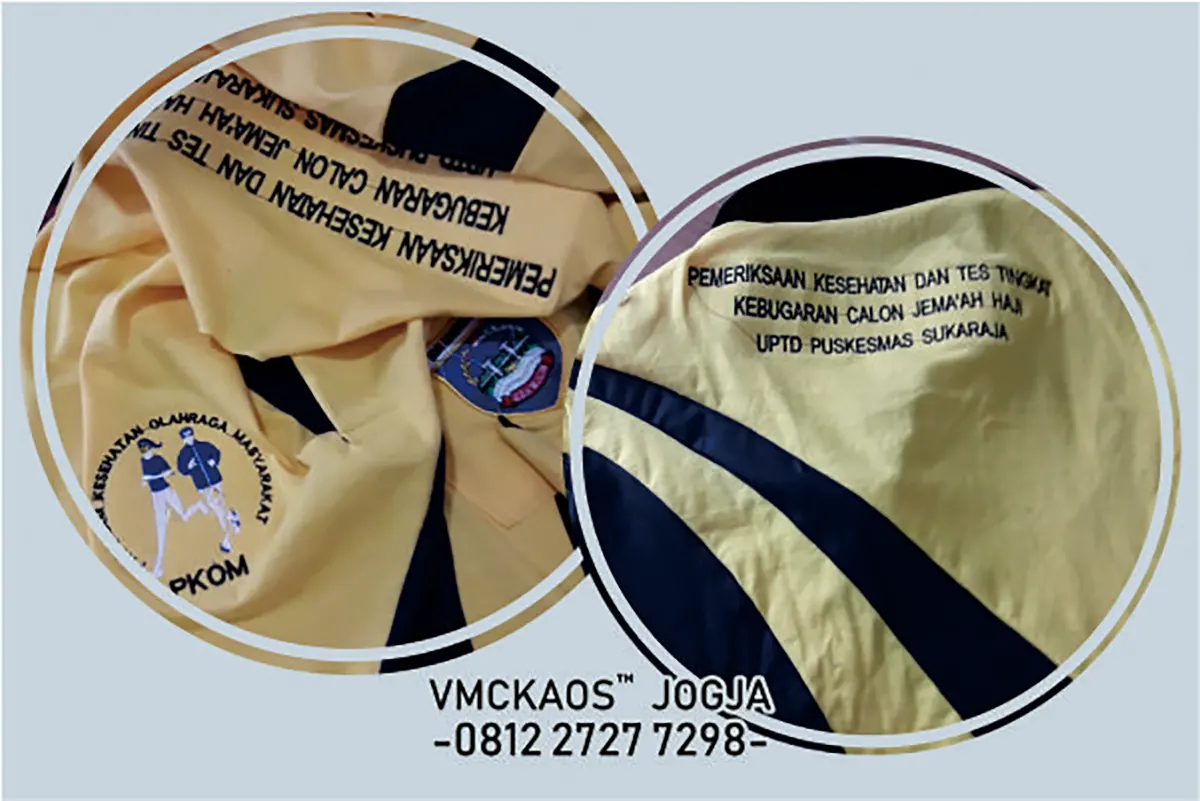 PEMERIKSAAN KESEHATAN DAN TES TIN
KEBUGARAN CALON JEMA'AH HA
UPTD PUSKESMAS SUKARAJA
KESEHATAN OLAHRAGA MASYARAKAT
PKOM
PEMERIKSAAN KESEHATAN DAN TES TINGKAT
KEBUGARAN CALON JEMA'AH HAJI
UPTD PUSKESMAS SUKARAJA
VMCKAOS™ JOGJA
-0812 2727 7298-